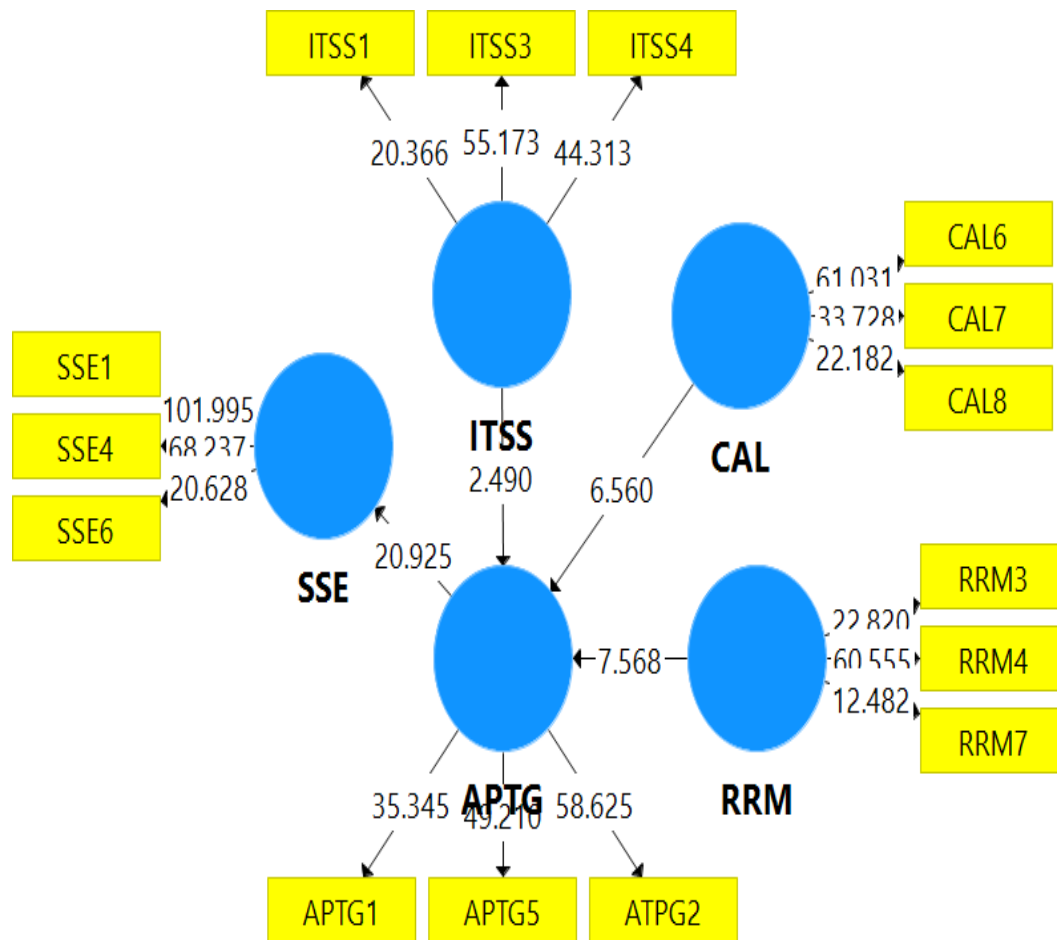 ITSS1
ITSS3
ITSS4
20.366
55.173
44.313
CAL6
CAL7
CAL8
61.031
33.728
22.182
SSE1
SSE4
SSE6
101.995
68.237
20.628
ITSS
2.490
CAL
6.560
SSE
20.925
RRM3
RRM4
RRM7
22.820
60.555
12.482
7.568
APTG
RRM
35.345
49.210
58.625
APTG1
APTG5
ATPG2